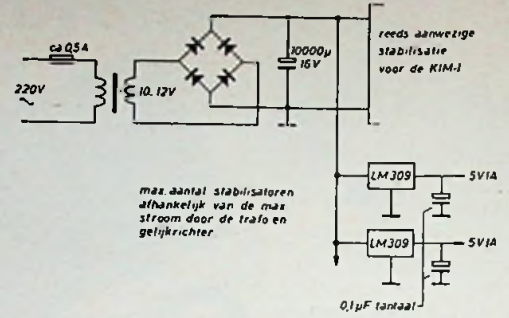 ca 0,5A
220V
10..12V
10000µ
16V
reeds aanwezige
stabilisatie
voor de KIM-1
max. aantal stabilisatoren
afhankelijk van de max
stroom door de trafo en
gelijkrichter
LM309
5V1A
LM309
5V1A
0,1µF tantaal